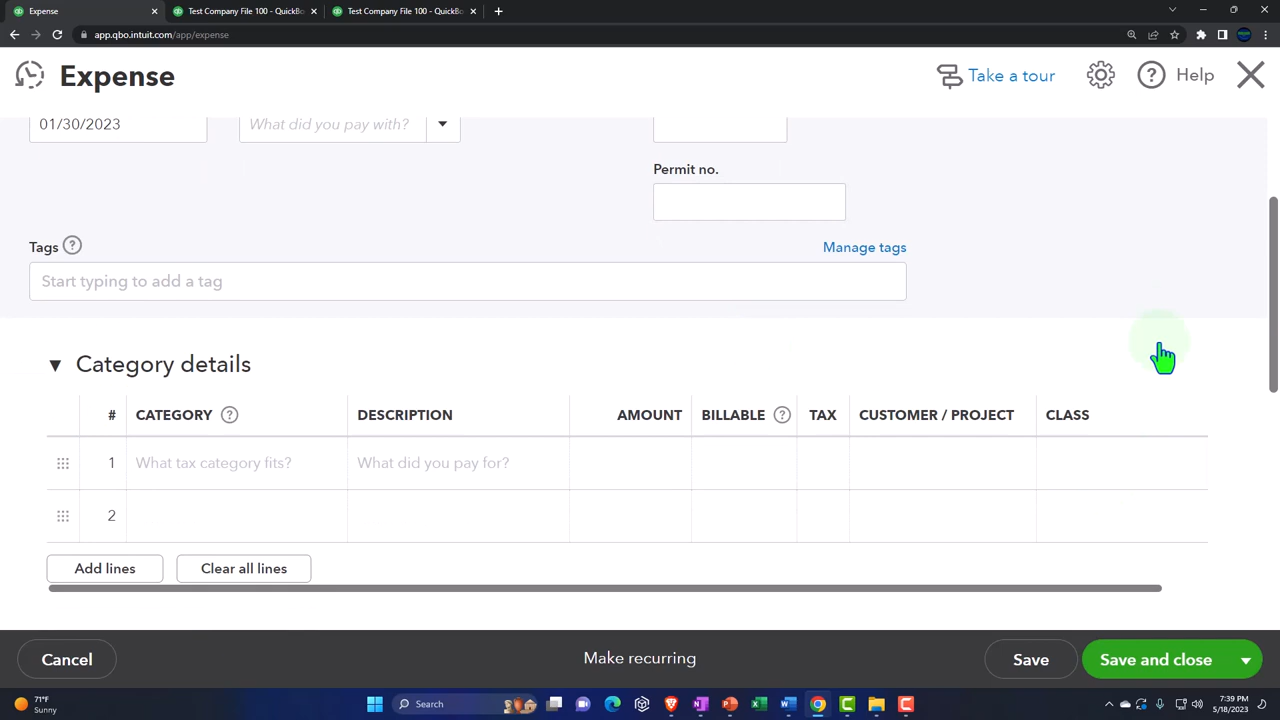 Expense
Test Company File 100 - QuickBo
Test Company File 100 - QuickBo
app.qbo.intuit.com/app/expense
Expense
Take a tour
Help
01/30/2023
What did you pay with?
Permit no.
Tags
Manage tags
Start typing to add a tag
Category details
# CATEGORY DESCRIPTION AMOUNT BILLABLE TAX CUSTOMER / PROJECT CLASS
1 What tax category fits? What did you pay for?
2
Add lines Clear all lines
Cancel Make recurring Save Save and close
71°F
Sunny
Search
7:39 PM
5/18/2023